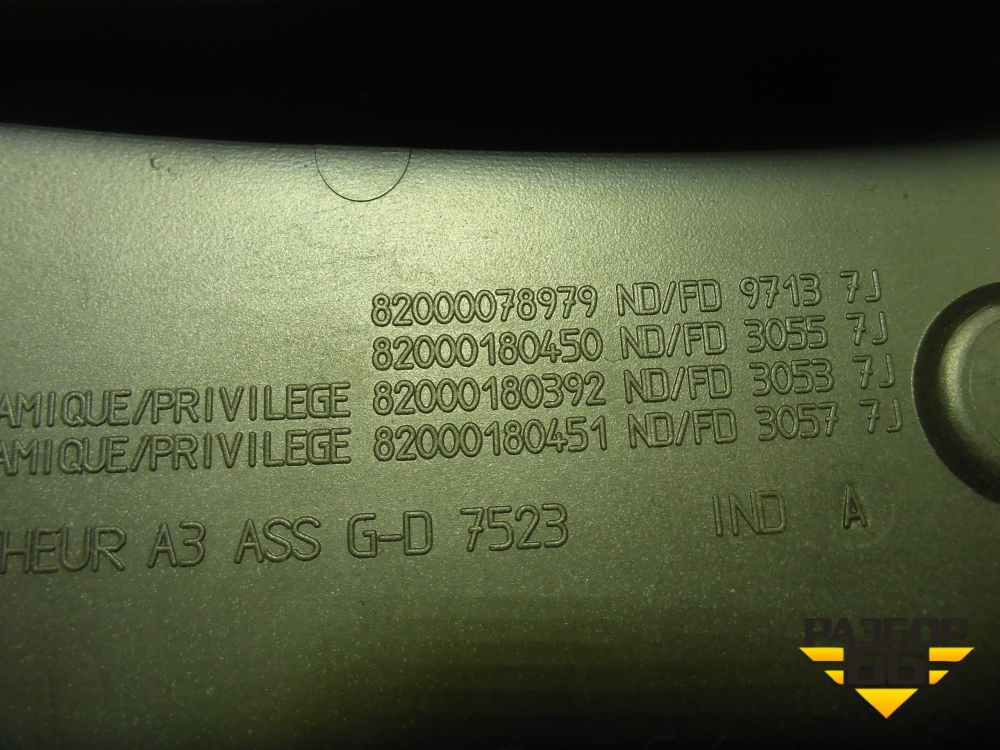 82000078979 ND/FD 9713 7J
82000180450 ND/FD 3055 7J
AMIQUE/PRIVILEGE 82000180392 ND/FD 3053 7J
AMIQUE/PRIVILEGE 82000180451 ND/FD 3057 7J
HEUR A3 ASS G-D 7523 IND A
РАЗБОР
66